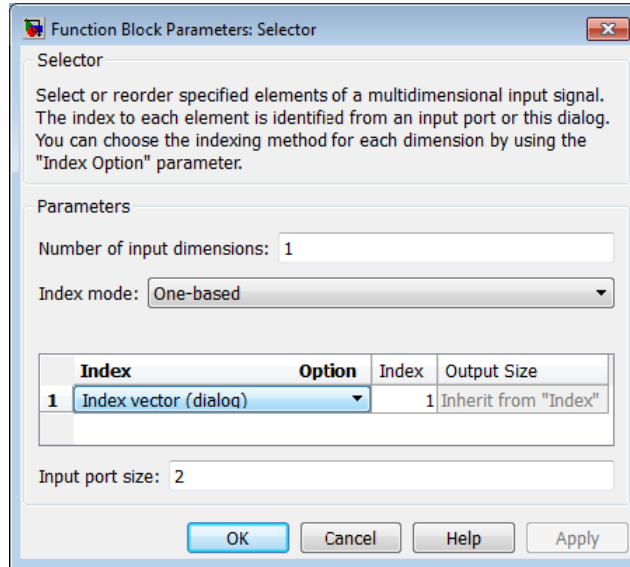 Function Block Parameters: Selector
Selector
Select or reorder specified elements of a multidimensional input signal.
The index to each element is identified from an input port or this dialog.
You can choose the indexing method for each dimension by using the
"Index Option" parameter.
Parameters
Number of input dimensions: 1
Index mode: One-based
Index Option Index Output Size
1 Index vector (dialog) 1 Inherit from "Index"
Input port size: 2
OK Cancel Help Apply